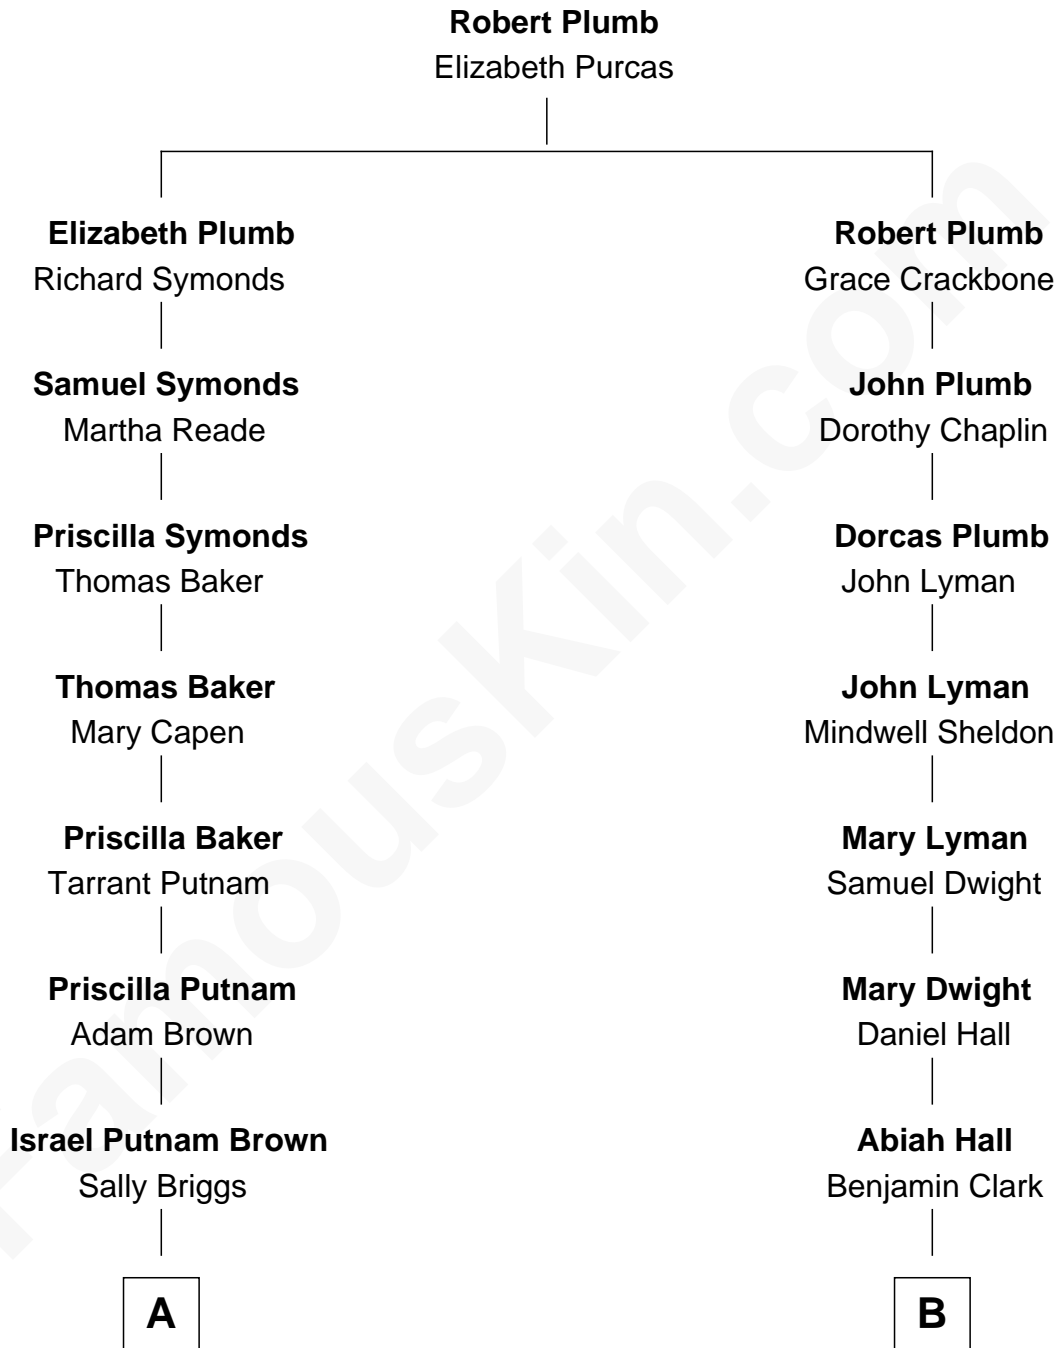 Robert Plumb
Elizabeth Purcas
Elizabeth Plumb
Richard Symonds
Robert Plumb
Grace Crackbone
Samuel Symonds
Martha Reade
John Plumb
Dorothy Chaplin
Priscilla Symonds
Thomas Baker
Dorcas Plumb
John Lyman
Thomas Baker
Mary Capen
John Lyman
Mindwell Sheldon
Priscilla Baker
Tarrant Putnam
Mary Lyman
Samuel Dwight
Priscilla Putnam
Adam Brown
Mary Dwight
Daniel Hall
Israel Putnam Brown
Sally Briggs
Abiah Hall
Benjamin Clark
A
B
FamousKin.com